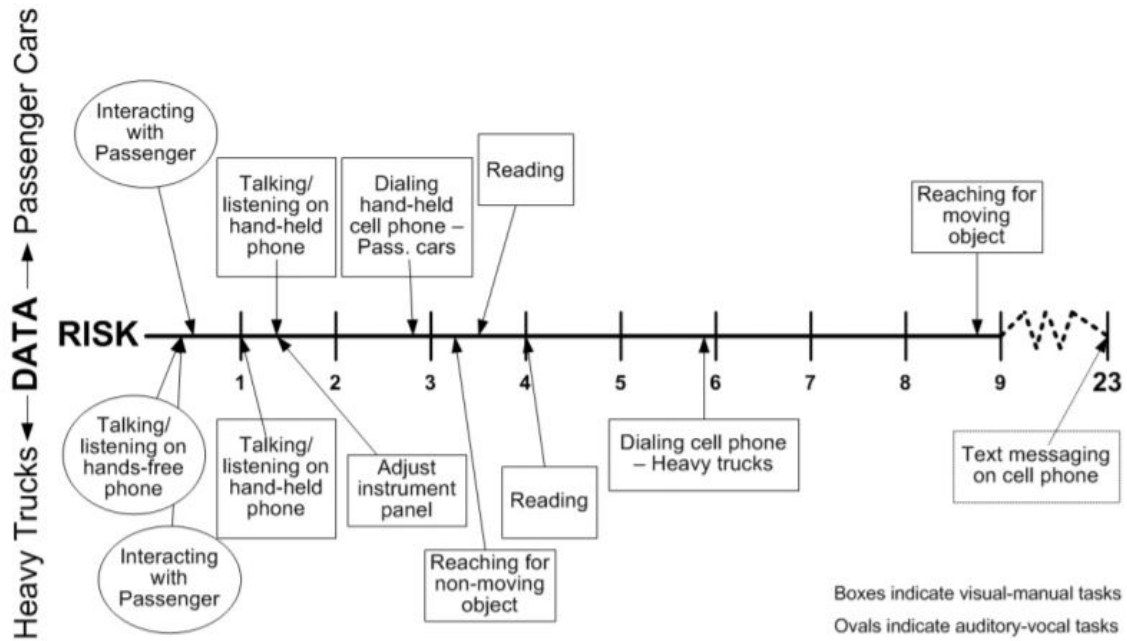 Heavy Trucks ◄— DATA —► Passenger Cars
Interacting
with
Passenger
Talking/
listening on
hand-held
phone
Dialing
hand-held
cell phone –
Pass. cars
Reading
Reaching for
moving
object
RISK
1
2
3
4
5
6
7
8
9
23
Talking/
listening on
hands-free
phone
Interacting
with
Passenger
Talking/
listening on
hand-held
phone
Adjust
instrument
panel
Reaching for
non-moving
object
Reading
Dialing cell phone
– Heavy trucks
Text messaging
on cell phone
Boxes indicate visual-manual tasks
Ovals indicate auditory-vocal tasks